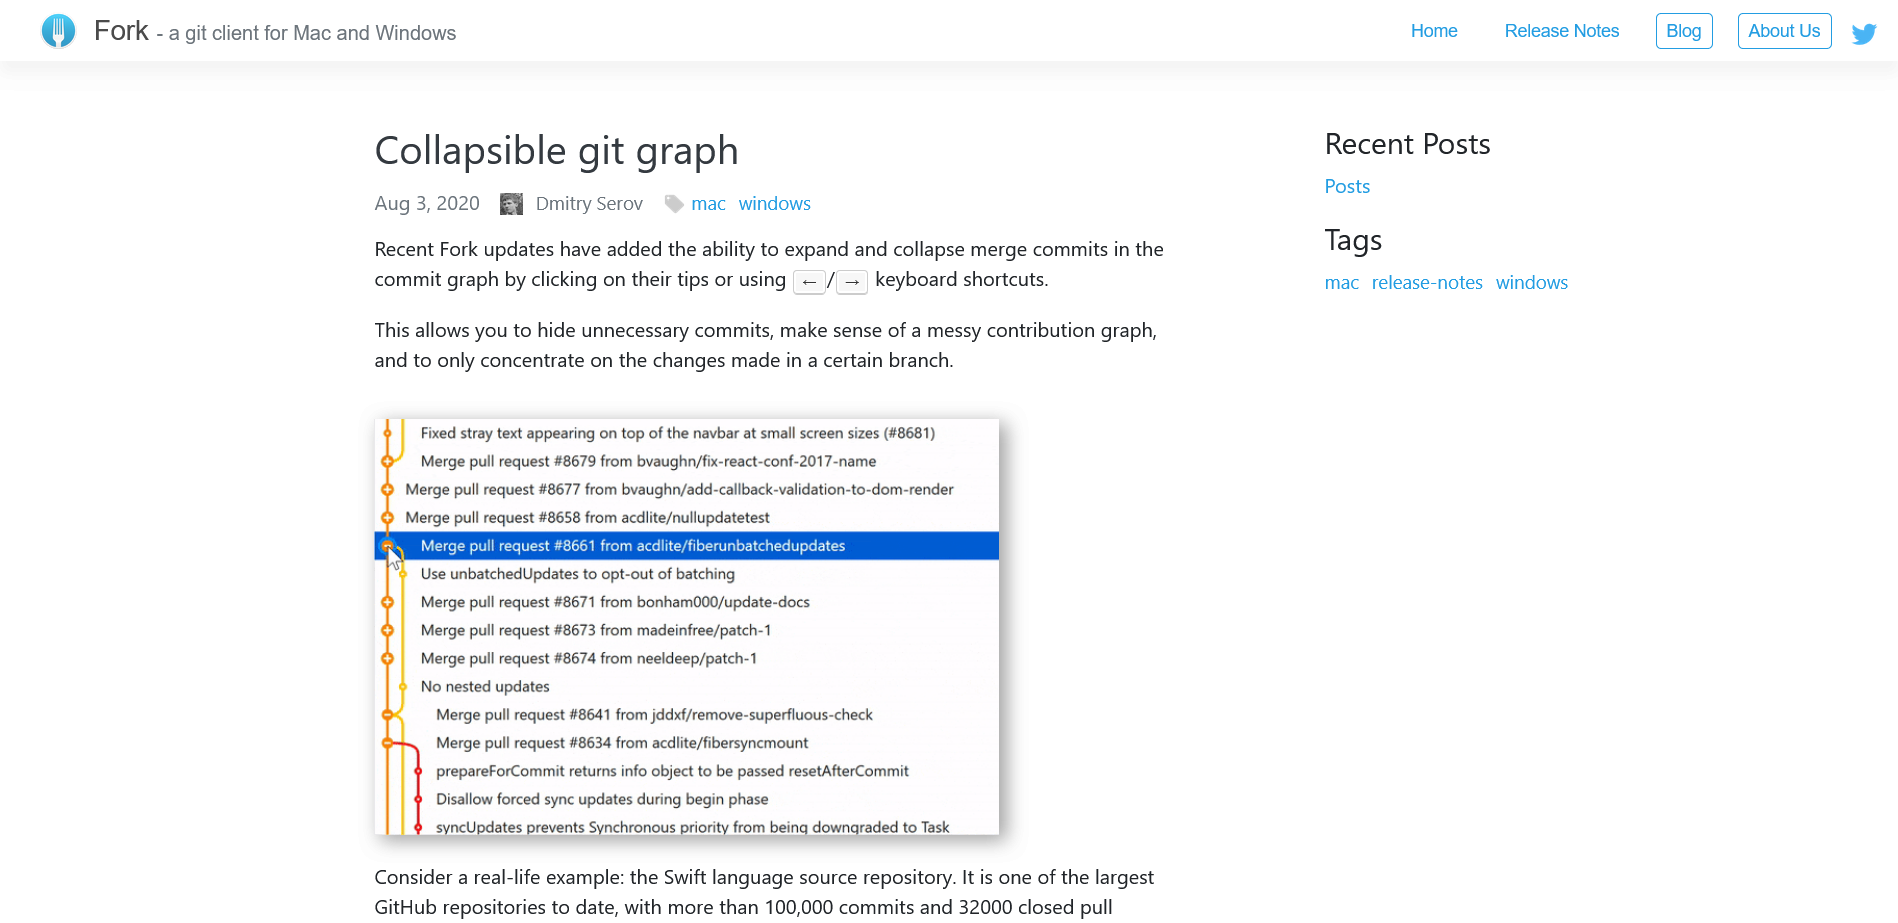 Fork - a git client for Mac and Windows
Home
Release Notes
Blog
About Us
Collapsible git graph
Aug 3, 2020 Dmitry Serov mac windows
Recent Fork updates have added the ability to expand and collapse merge commits in the
commit graph by clicking on their tips or using ←/→ keyboard shortcuts.
This allows you to hide unnecessary commits, make sense of a messy contribution graph,
and to only concentrate on the changes made in a certain branch.
Fixed stray text appearing on top of the navbar at small screen sizes (#8681)
Merge pull request #8679 from bvaughn/fix-react-conf-2017-name
Merge pull request #8677 from bvaughn/add-callback-validation-to-dom-render
Merge pull request #8658 from acdlite/nullupdatetest
Merge pull request #8661 from acdlite/fiberunbatchedupdates
Use unbatchedUpdates to opt-out of batching
Merge pull request #8671 from bonham000/update-docs
Merge pull request #8673 from madeinfree/patch-1
Merge pull request #8674 from neeldeep/patch-1
No nested updates
Merge pull request #8641 from jddxf/remove-superfluous-check
Merge pull request #8634 from acdlite/fibersyncmount
prepareForCommit returns info object to be passed resetAfterCommit
Disallow forced sync updates during begin phase
syncUpdates prevents Synchronous priority from being downgraded to Task
Consider a real-life example: the Swift language source repository. It is one of the largest
GitHub repositories to date, with more than 100,000 commits and 32000 closed pull
Recent Posts
Posts
Tags
mac release-notes windows